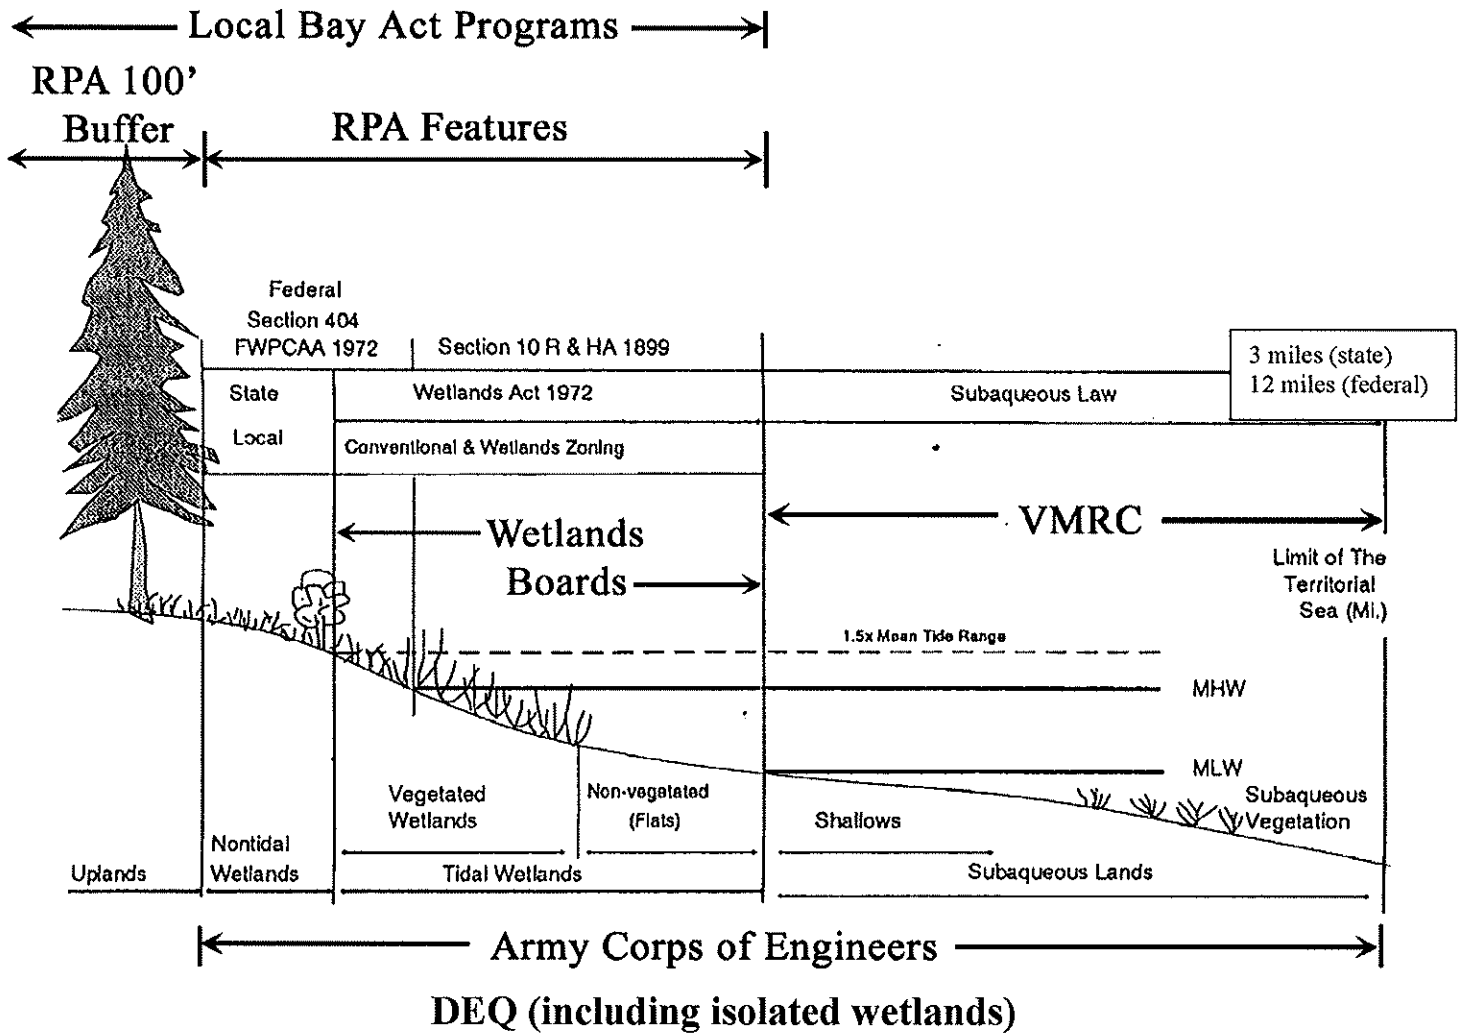 Local Bay Act Programs
RPA 100’
Buffer
RPA Features
Federal
Section 404
FWPCAA 1972
Section 10 R & HA 1899
3 miles (state)
12 miles (federal)
State
Wetlands Act 1972
Subaqueous Law
Local
Conventional & Wetlands Zoning
Wetlands
Boards
VMRC
Limit of The
Territorial
Sea (Mi.)
1.5x Mean Tide Range
MHW
MLW
Vegetated
Wetlands
Non-vegetated
(Flats)
Shallows
Subaqueous
Vegetation
Uplands
Nontidal
Wetlands
Tidal Wetlands
Subaqueous Lands
Army Corps of Engineers
DEQ (including isolated wetlands)